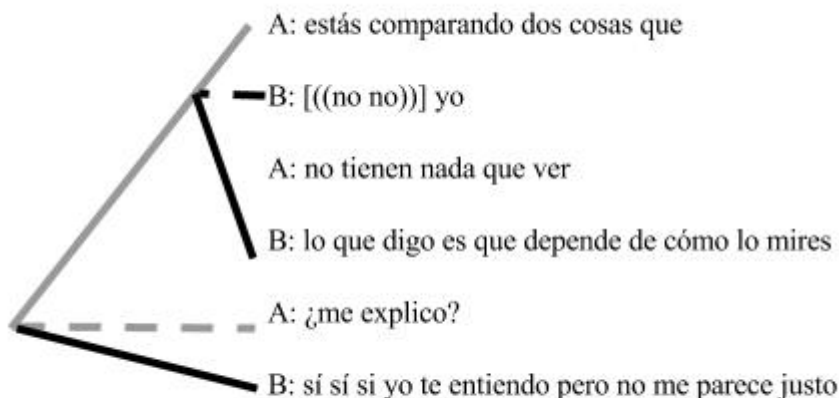 A: estás comparando dos cosas que
B: [((no no))] yo
A: no tienen nada que ver
B: lo que digo es que depende de cómo lo mires
A: ¿me explico?
B: sí sí si yo te entiendo pero no me parece justo